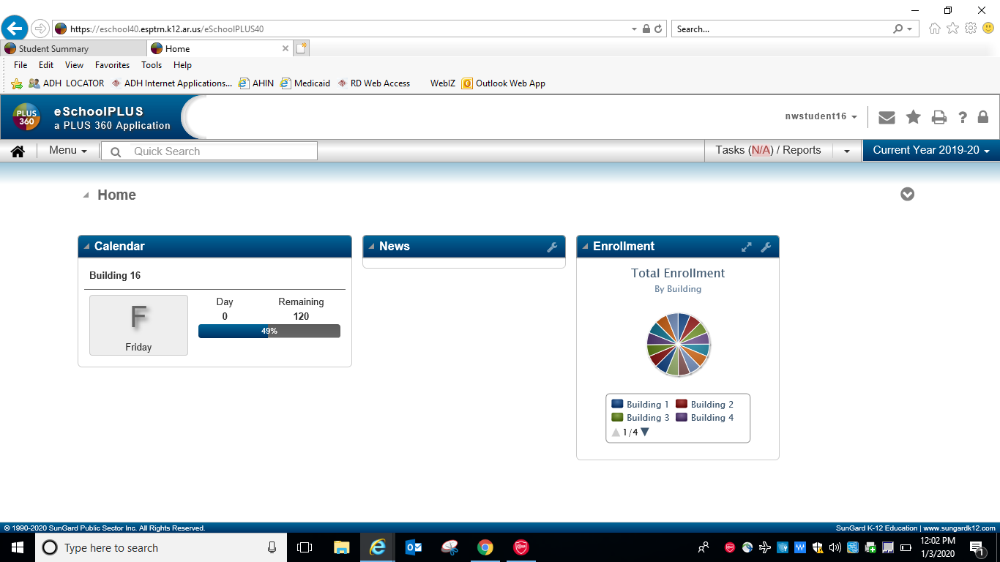 https://eschool40.esptrn.k12.ar.us/eSchoolPLUS40
Search...
Student Summary
Home
File Edit View Favorites Tools Help
ADH LOCATOR ADH Internet Applications... AHIN Medicaid RD Web Access WebIZ Outlook Web App
PLUS
360
eSchoolPLUS
a PLUS 360 Application
nwstudent16
Menu
Quick Search
Tasks (N/A) / Reports
Current Year 2019-20
Home
Calendar
Building 16
F
Friday
Day Remaining
0 120
49%
News
Enrollment
Total Enrollment
By Building
Building 1 Building 2
Building 3 Building 4
1/4
© 1990-2020 SunGard Public Sector Inc. All Rights Reserved.
SunGard K-12 Education | www.sungardk12.com
Type here to search
12:02 PM
1/3/2020
1